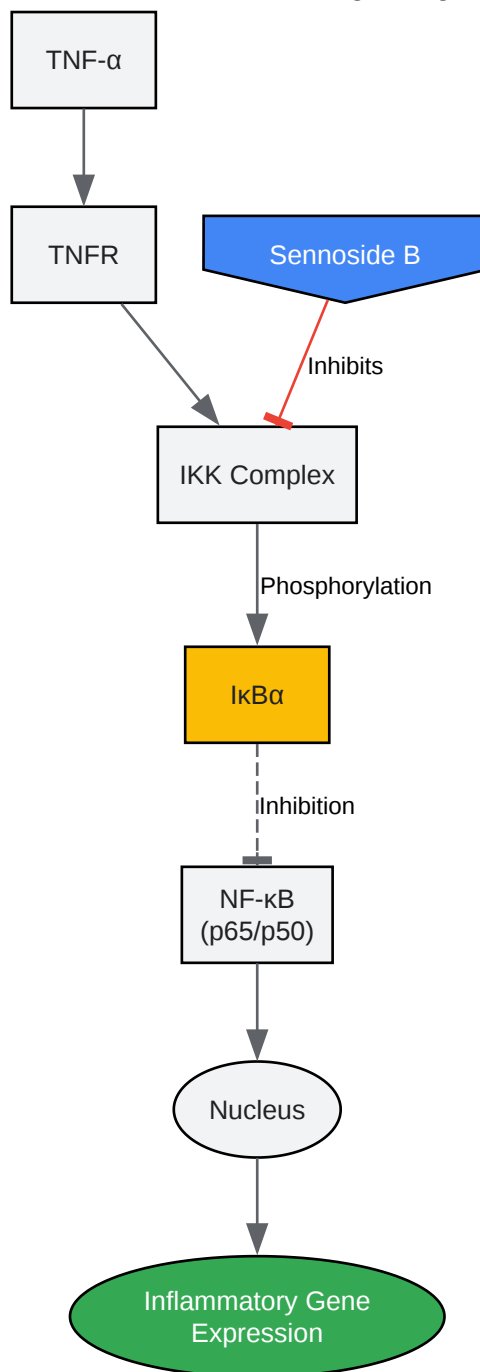 TNF-α
TNFR
Sennoside B
Inhibits
IKK Complex
Phosphorylation
IκBα
Inhibition
NF-κB
(p65/p50)
Nucleus
Inflammatory Gene
Expression